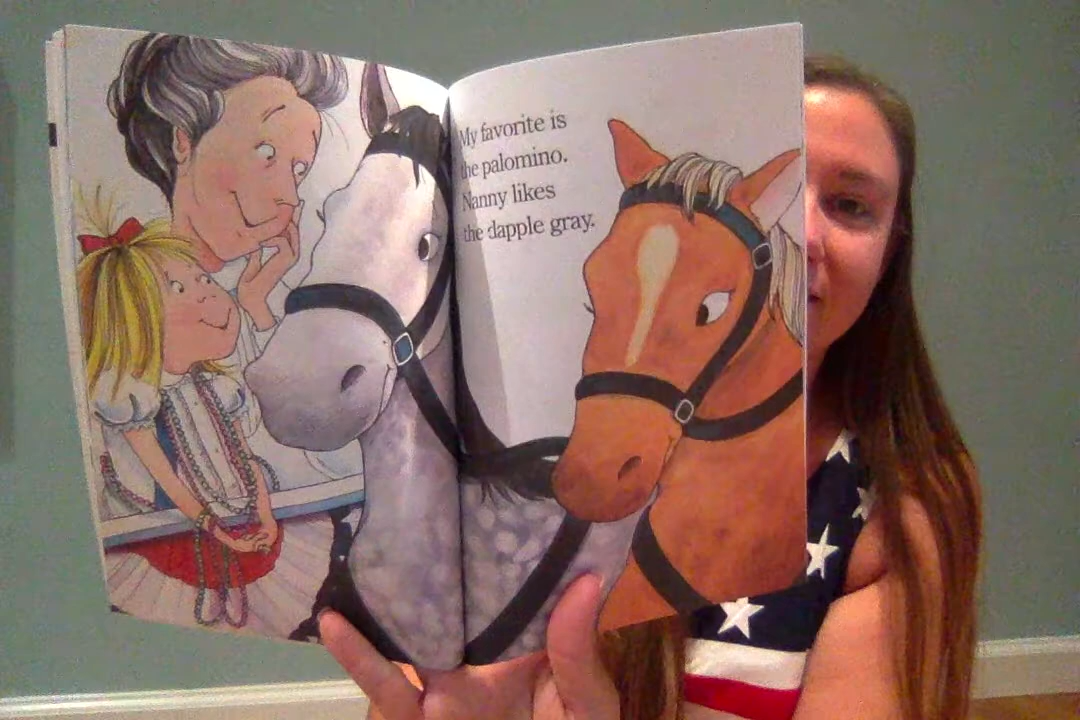 My favorite is
the palomino.
Nanny likes
the dapple gray.